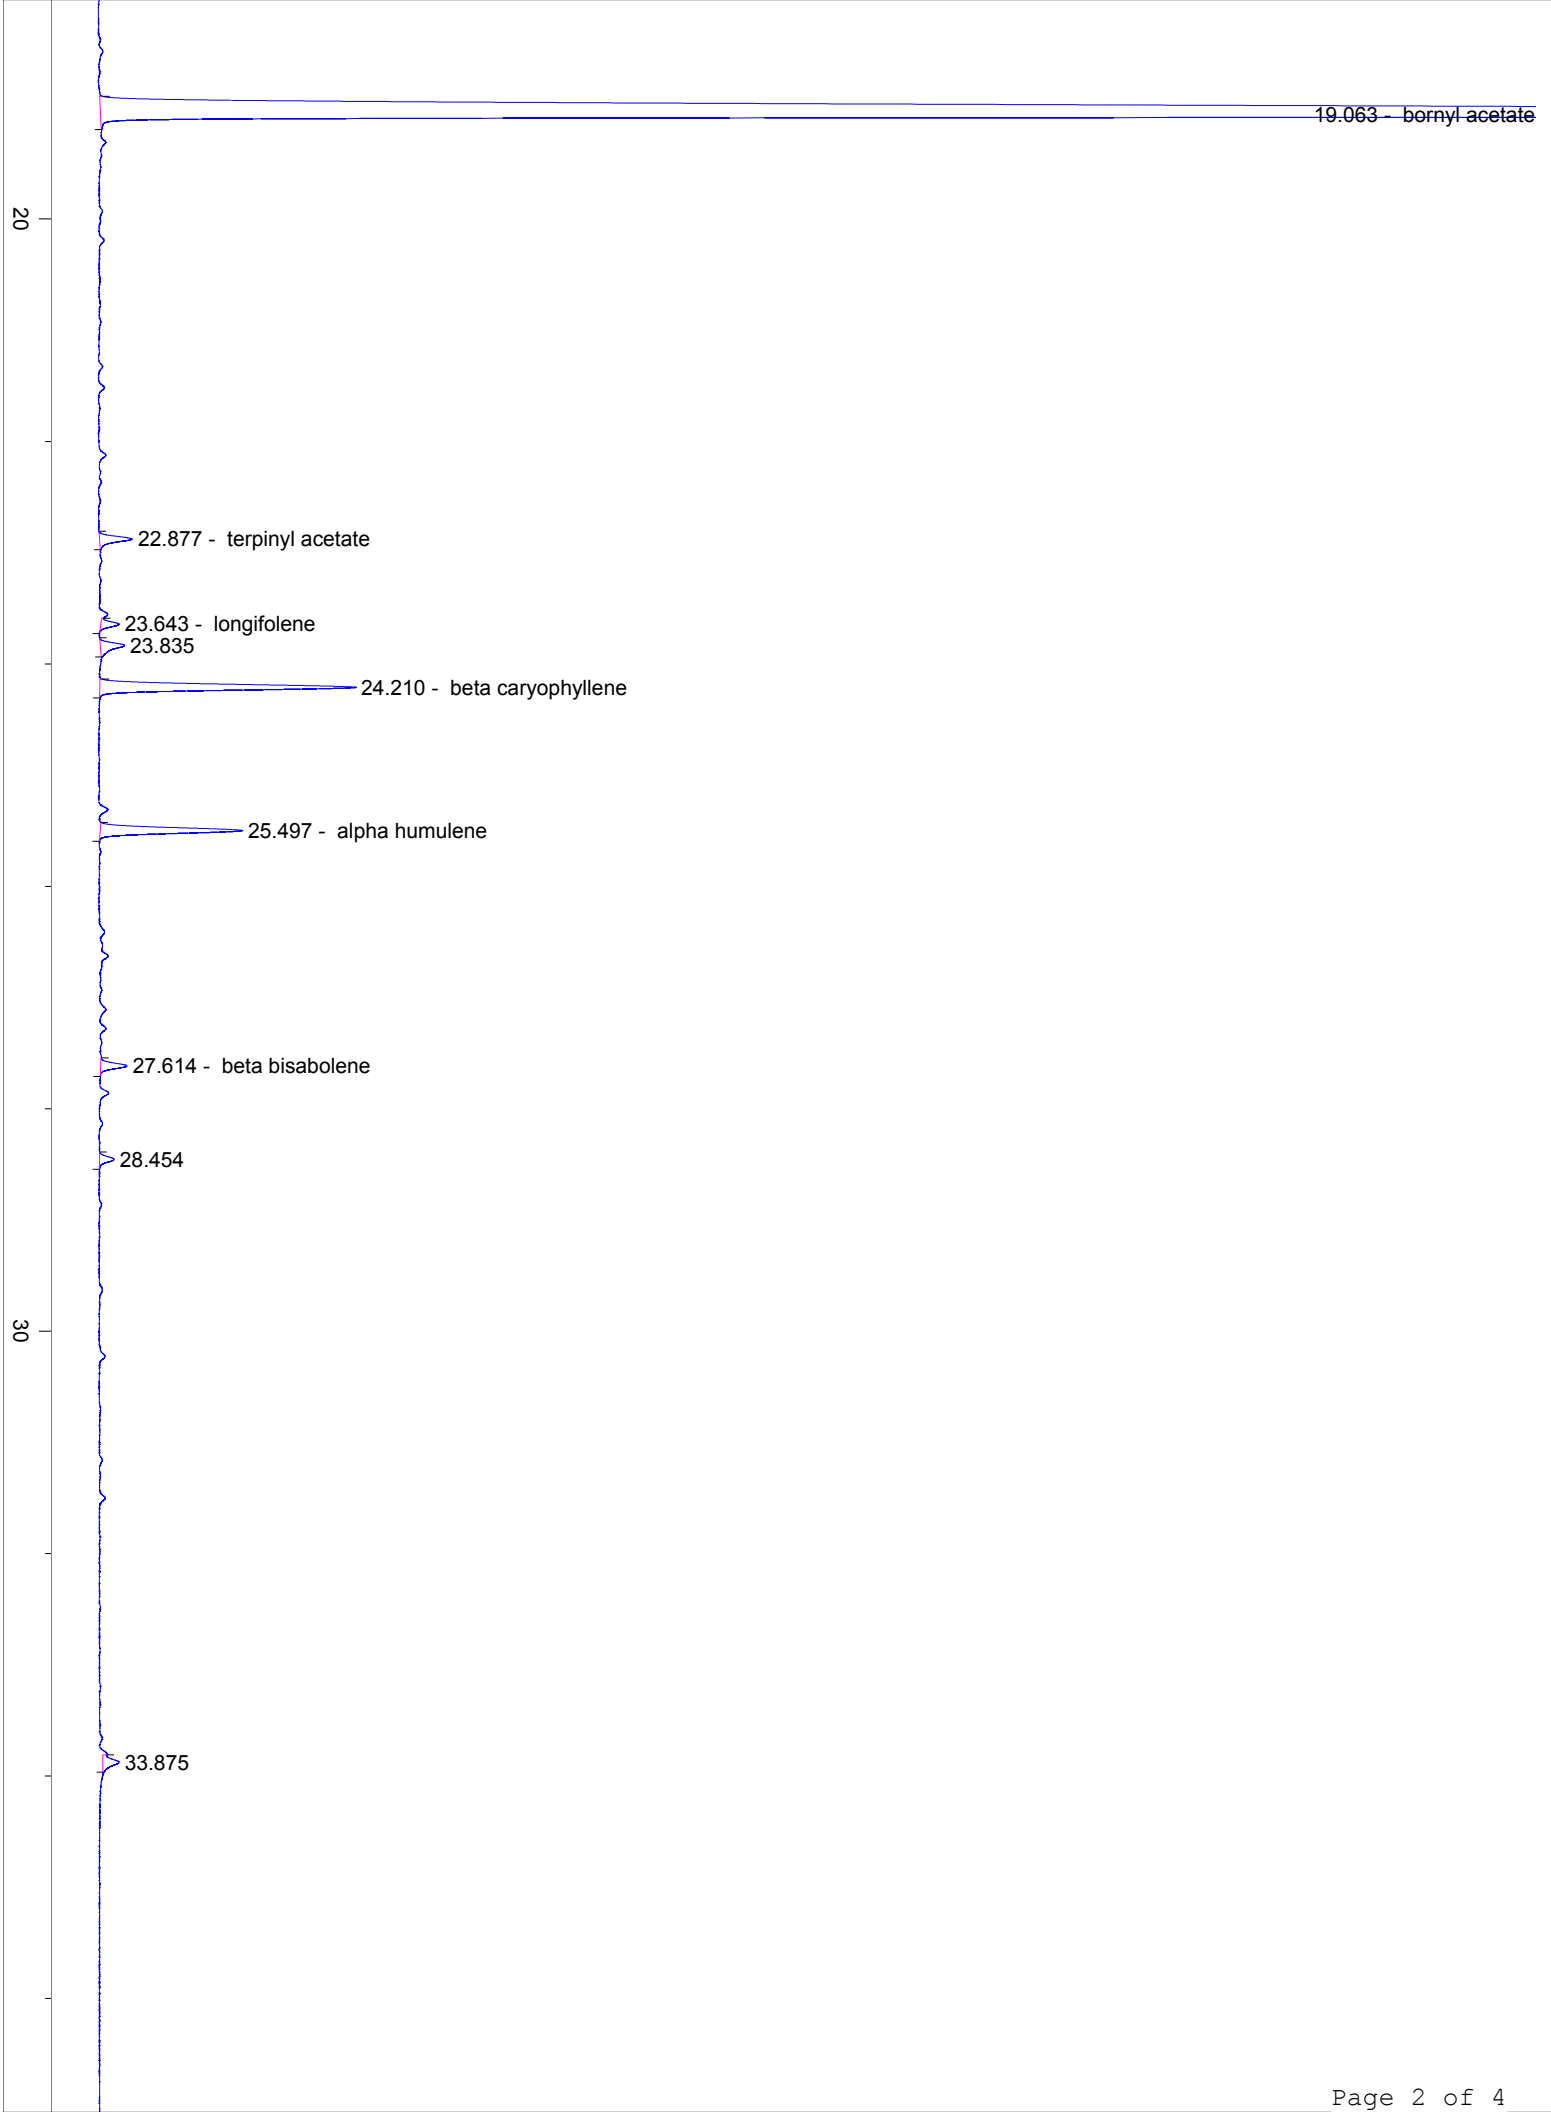 19.063 - bornyl acetate
20
22.877 - terpinyl acetate
23.643 - longifolene
23.835
24.210 - beta caryophyllene
25.497 - alpha humulene
27.614 - beta bisabolene
28.454
30
33.875
Page 2 of 4